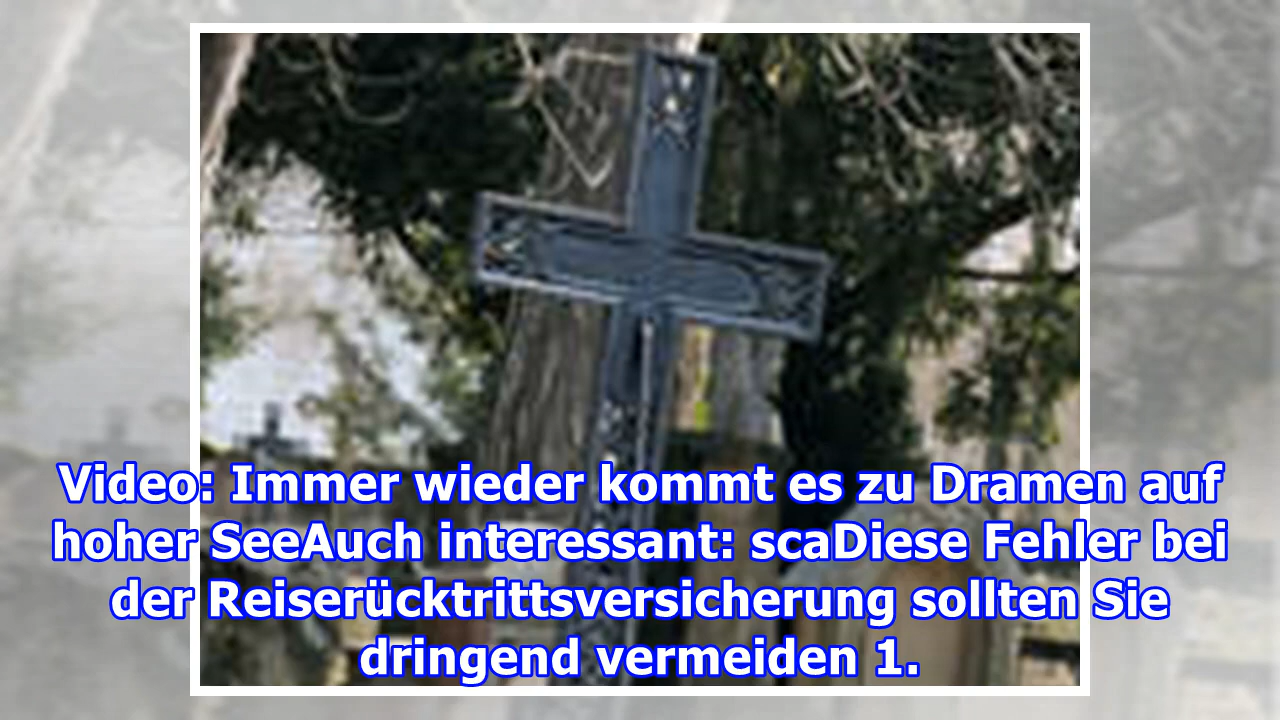 Video: Immer wieder kommt es zu Dramen auf
hoher SeeAuch interessant: scaDiese Fehler bei
der Reiserücktrittsversicherung sollten Sie
dringend vermeiden 1.